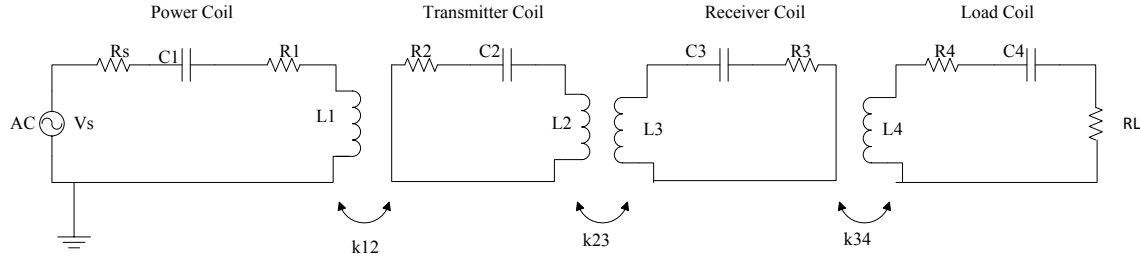 Power Coil
Transmitter Coil
Receiver Coil
Load Coil
Rs
C1
R1
R2
C2
C3
R3
R4
C4
AC
Vs
L1
L2
L3
L4
RL
k12
k23
k34